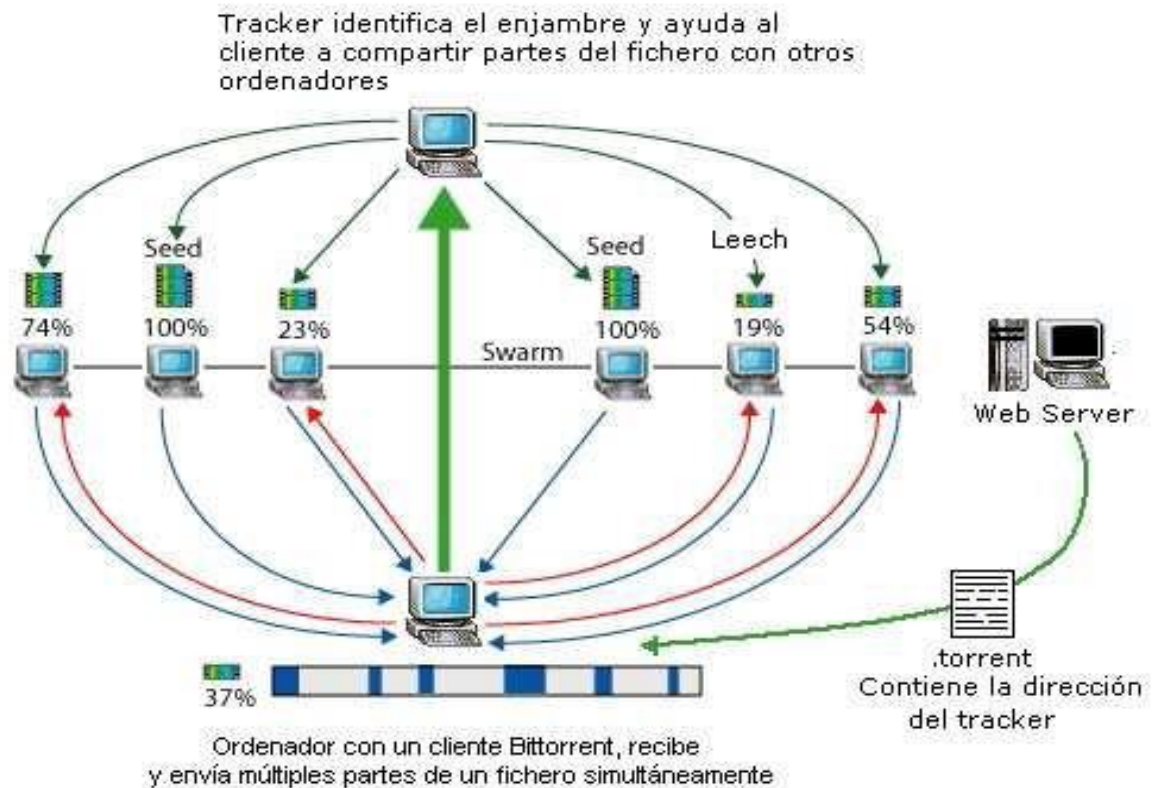 Tracker identifica el enjambre y ayuda al
cliente a compartir partes del fichero con otros
ordenadores
Seed
Seed
Leech
74%
100%
23%
100%
19%
54%
Swarm
Web Server
.torrent
Contiene la dirección
del tracker
37%
Ordenador con un cliente Bittorrent, recibe
y envía múltiples partes de un fichero simultáneamente